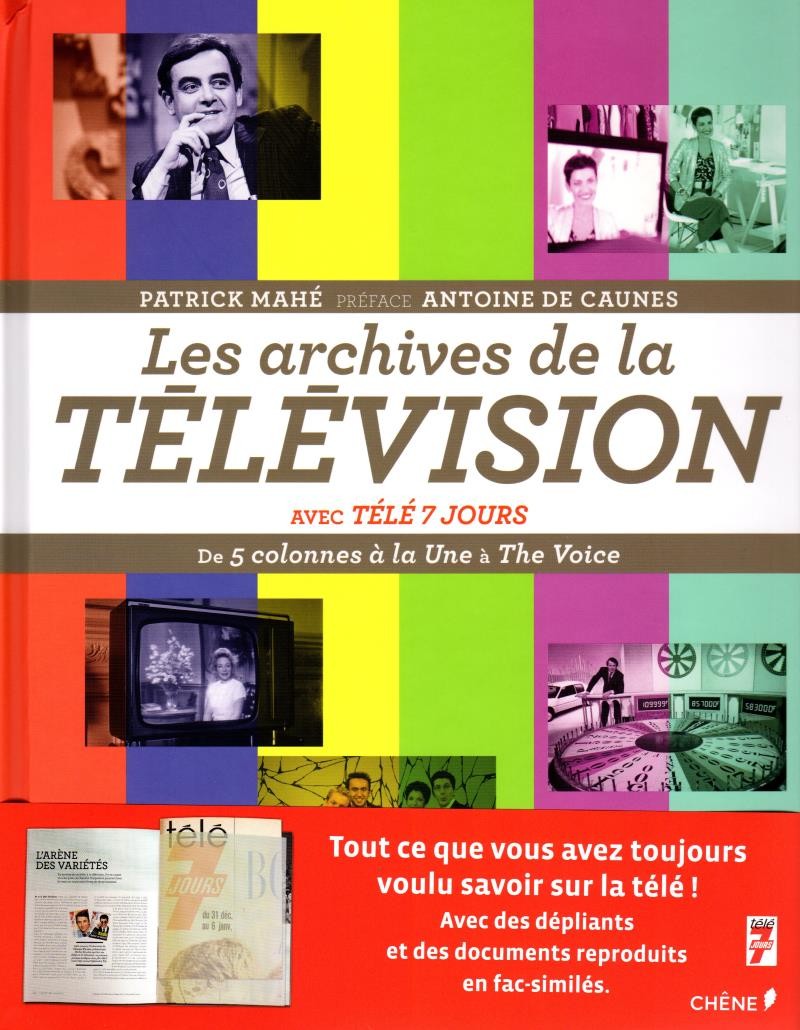 PATRICK MAHÉ PRÉFACE ANTOINE DE CAUNES
Les archives de la
TÉLÉVISION
AVEC TÉLÉ 7 JOURS
De 5 colonnes à la Une à The Voice
109999F
857000F
583000F
L'ARÈNE
DES VARIÉTÉS
télé
7
JOURS
du 31 déc.
au 6 janv.
Tout ce que vous avez toujours
voulu savoir sur la télé !
Avec des dépliants
et des documents reproduits
en fac-similés.
télé
7
JOURS
CHÊNE